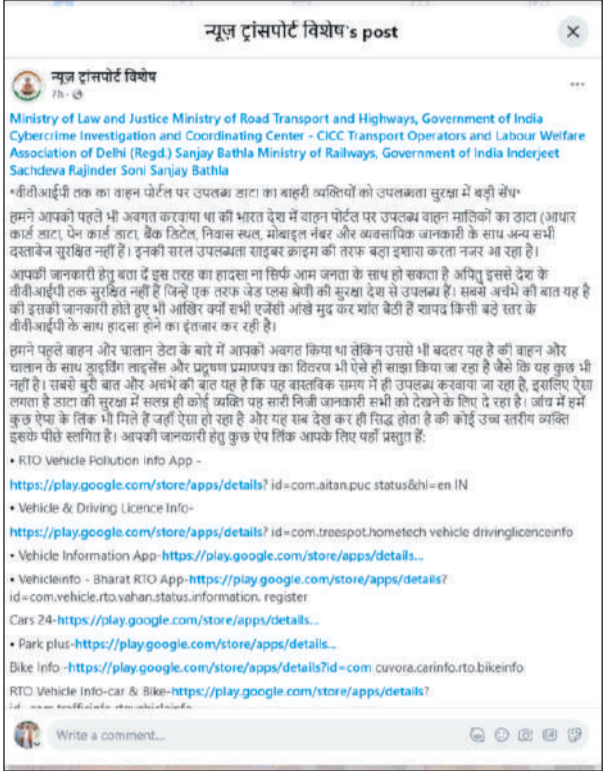 न्यूज़ ट्रांसपोर्ट विशेष's post
न्यूज़ ट्रांसपोर्ट विशेष
7h
Ministry of Law and Justice Ministry of Road Transport and Highways, Government of India
Cybercrime Investigation and Coordinating Center - CICC Transport Operators and Labour Welfare
Association of Delhi (Regd.) Sanjay Bathla Ministry of Railways, Government of India Inderjeet
Sachdeva Rajinder Soni Sanjay Bathla
"वीवीआईपी तक का वाहन पोर्टल पर उपलब्ध डाटा का बाहरी व्यक्तियों को उपलब्धता सुरक्षा में बड़ी सेंध"
हमने आपको पहले भी अवगत करवाया था की भारत देश में वाहन पोर्टल पर उपलब्ध वाहन मालिकों का डाटा (आधार
कार्ड डाटा, पेन कार्ड डाटा, बैंक डिटेल, निवास स्थल, मोबाइल नंबर और व्यवसायिक जानकारी के साथ अन्य सभी
दस्तावेज सुरक्षित नहीं हैं। इनकी सरल उपलब्धता साइबर क्राइम की तरफ बड़ा इशारा करता नजर आ रहा है।
आपकी जानकारी हेतु बता दें इस तरह का हादसा ना सिर्फ आम जनता के साथ हो सकता है अपितु इससे देश के
वीवीआईपी तक सुरक्षित नहीं हैं जिन्हें एक तरफ जेड प्लस श्रेणी की सुरक्षा देश से उपलब्ध हैं। सबसे अचंभे की बात यह है
की इसकी जानकारी होते हुए भी आखिर क्यों सभी एजेंसी आंखे मुद कर शांत बैठी हैं शायद किसी बड़े स्तर के
वीवीआईपी के साथ हादसा होने का इंतजार कर रही है।
हमने पहले वाहन और चालान डेटा के बारे में आपको अवगत किया था लेकिन उससे भी बदतर यह है की वाहन और
चालान के साथ ड्राइविंग लाइसेंस और प्रदूषण प्रमाणपत्र का विवरण भी ऐसे ही साझा किया जा रहा है जैसे कि यह कुछ भी
नहीं है। सबसे बुरी बात और अचंभे की बात यह है कि यह वास्तविक समय में ही उपलब्ध करवाया जा रहा है, इसलिए ऐसा
लगता है डाटा की सुरक्षा में सलग्न ही कोई व्यक्ति यह सारी निजी जानकारी सभी को देखने के लिए दे रहा है। जांच में हमें
कुछ ऐप्स के लिंक भी मिले हैं जहाँ ऐसा हो रहा है और यह सब देख कर ही सिद्ध होता है की कोई उच्च स्तरीय व्यक्ति
इसके पीछे स्लगित है। आपकी जानकारी हेतु कुछ ऐप लिंक आपके लिए यहाँ प्रस्तुत हैं:
• RTO Vehicle Pollution Info App -
https://play.google.com/store/apps/details? id=com.aitan.puc status&hl=en IN
• Vehicle & Driving Licence Info-
https://play.google.com/store/apps/details? id=com.treespot.hometech vehicle drivinglicenceinfo
• Vehicle Information App-https://play.google.com/store/apps/details...
• Vehicleinfo - Bharat RTO App-https://play.google.com/store/apps/details?
id=com.vehicle.rto.vahan.status.information. register
Cars 24-https://play.google.com/store/apps/details...
• Park plus-https://play.google.com/store/apps/details...
Bike Info -https://play.google.com/store/apps/details?id=com cuvora.carinfo.rto.bikeinfo
RTO Vehicle Info-car & Bike-https://play.google.com/store/apps/details?
Write a comment...